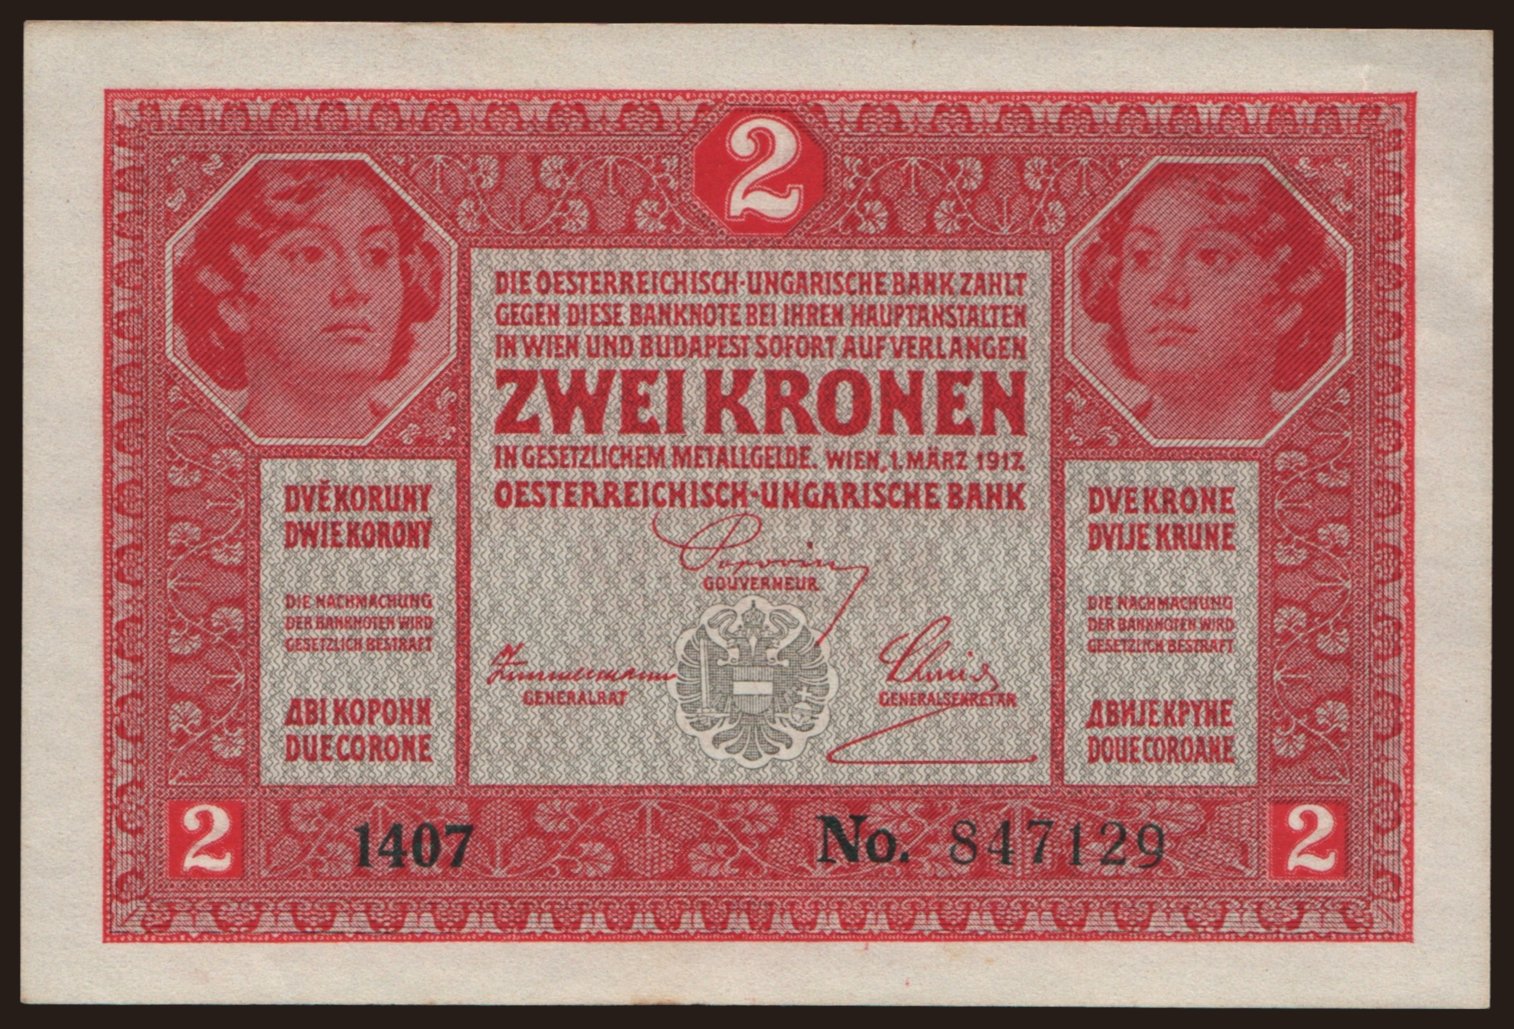 2
DIE OESTERREICHISCH-UNGARISCHE BANK ZAHLT
GEGEN DIESE BANKNOTE BEI IHREN HAUPTANSTALTEN
IN WIEN UND BUDAPEST SOFORT AUF VERLANGEN
ZWEI KRONEN
IN GESETZLICHEM METALLGELDE. WIEN, 1. MÄRZ 1917.
OESTERREICHISCH-UNGARISCHE BANK
GOUVERNEUR
GENERALRAT
GENERALSEKRETÄR
DVĚ KORUNY
DWIE KORONY
DIE NACHMACHUNG
DER BANKNOTEN WIRD
GESETZLICH BESTRAFT
ДВІ КОРОНИ
DUE CORONE
DVE KRONE
DVIJE KRUNE
DIE NACHMACHUNG
DER BANKNOTEN WIRD
GESETZLICH BESTRAFT
ДВИЈЕ КРУНЕ
DOUE COROANE
2
1407
No. 847129
2